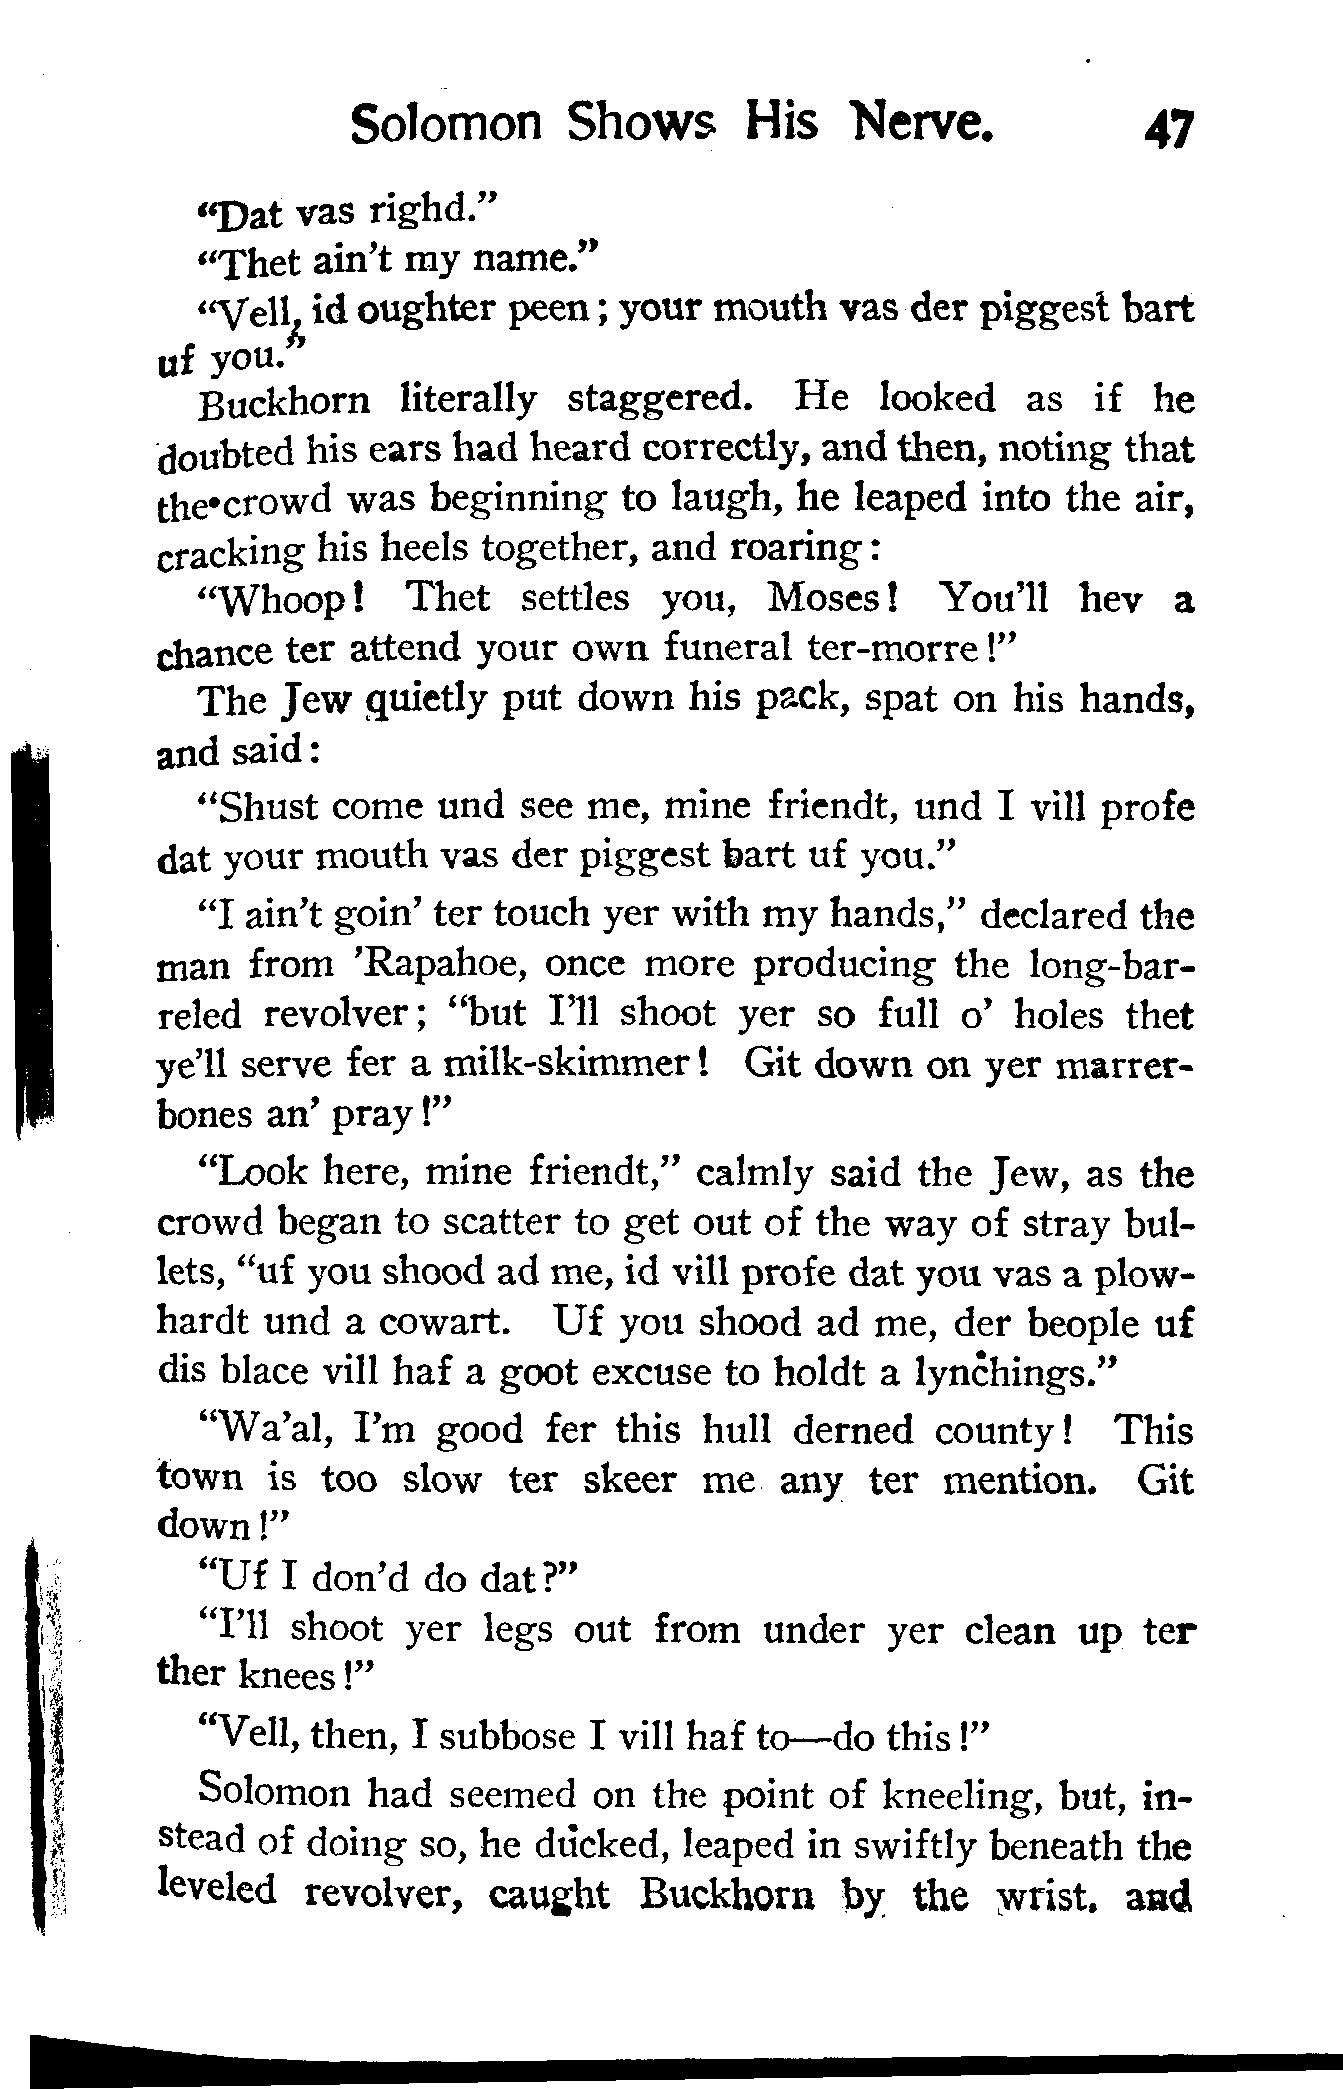 Solomon Shows His Nerve. 47
“Dat vas righd.”
“Thet ain't my name.”
“Vell, id oughter peen; your mouth vas der piggest bart
uf you.”
Buckhorn literally staggered. He looked as if he
doubted his ears had heard correctly, and then, noting that
the crowd was beginning to laugh, he leaped into the air,
cracking his heels together, and roaring:
“Whoop! Thet settles you, Moses! You'll hev a
chance ter attend your own funeral ter-morre!”
The Jew quietly put down his pack, spat on his hands,
and said:
“Shust come und see me, mine friendt, und I vill profe
dat your mouth vas der piggest bart uf you.”
“I ain't goin' ter touch yer with my hands,” declared the
man from 'Rapahoe, once more producing the long-bar-
reled revolver; “but I'll shoot yer so full o' holes thet
ye'll serve fer a milk-skimmer! Git down on yer marrer-
bones an' pray!”
“Look here, mine friendt,” calmly said the Jew, as the
crowd began to scatter to get out of the way of stray bul-
lets, “uf you shood ad me, id vill profe dat you vas a plow-
hardt und a cowart. Uf you shood ad me, der beople uf
dis blace vill haf a goot excuse to holdt a lynchings.”
“Wa'al, I'm good fer this hull derned county! This
town is too slow ter skeer me any ter mention. Git
down!”
“Uf I don'd do dat?”
“I'll shoot yer legs out from under yer clean up ter
ther knees!”
“Vell, then, I subbose I vill haf to—do this!”
Solomon had seemed on the point of kneeling, but, in-
stead of doing so, he ducked, leaped in swiftly beneath the
leveled revolver, caught Buckhorn by the wrist, and